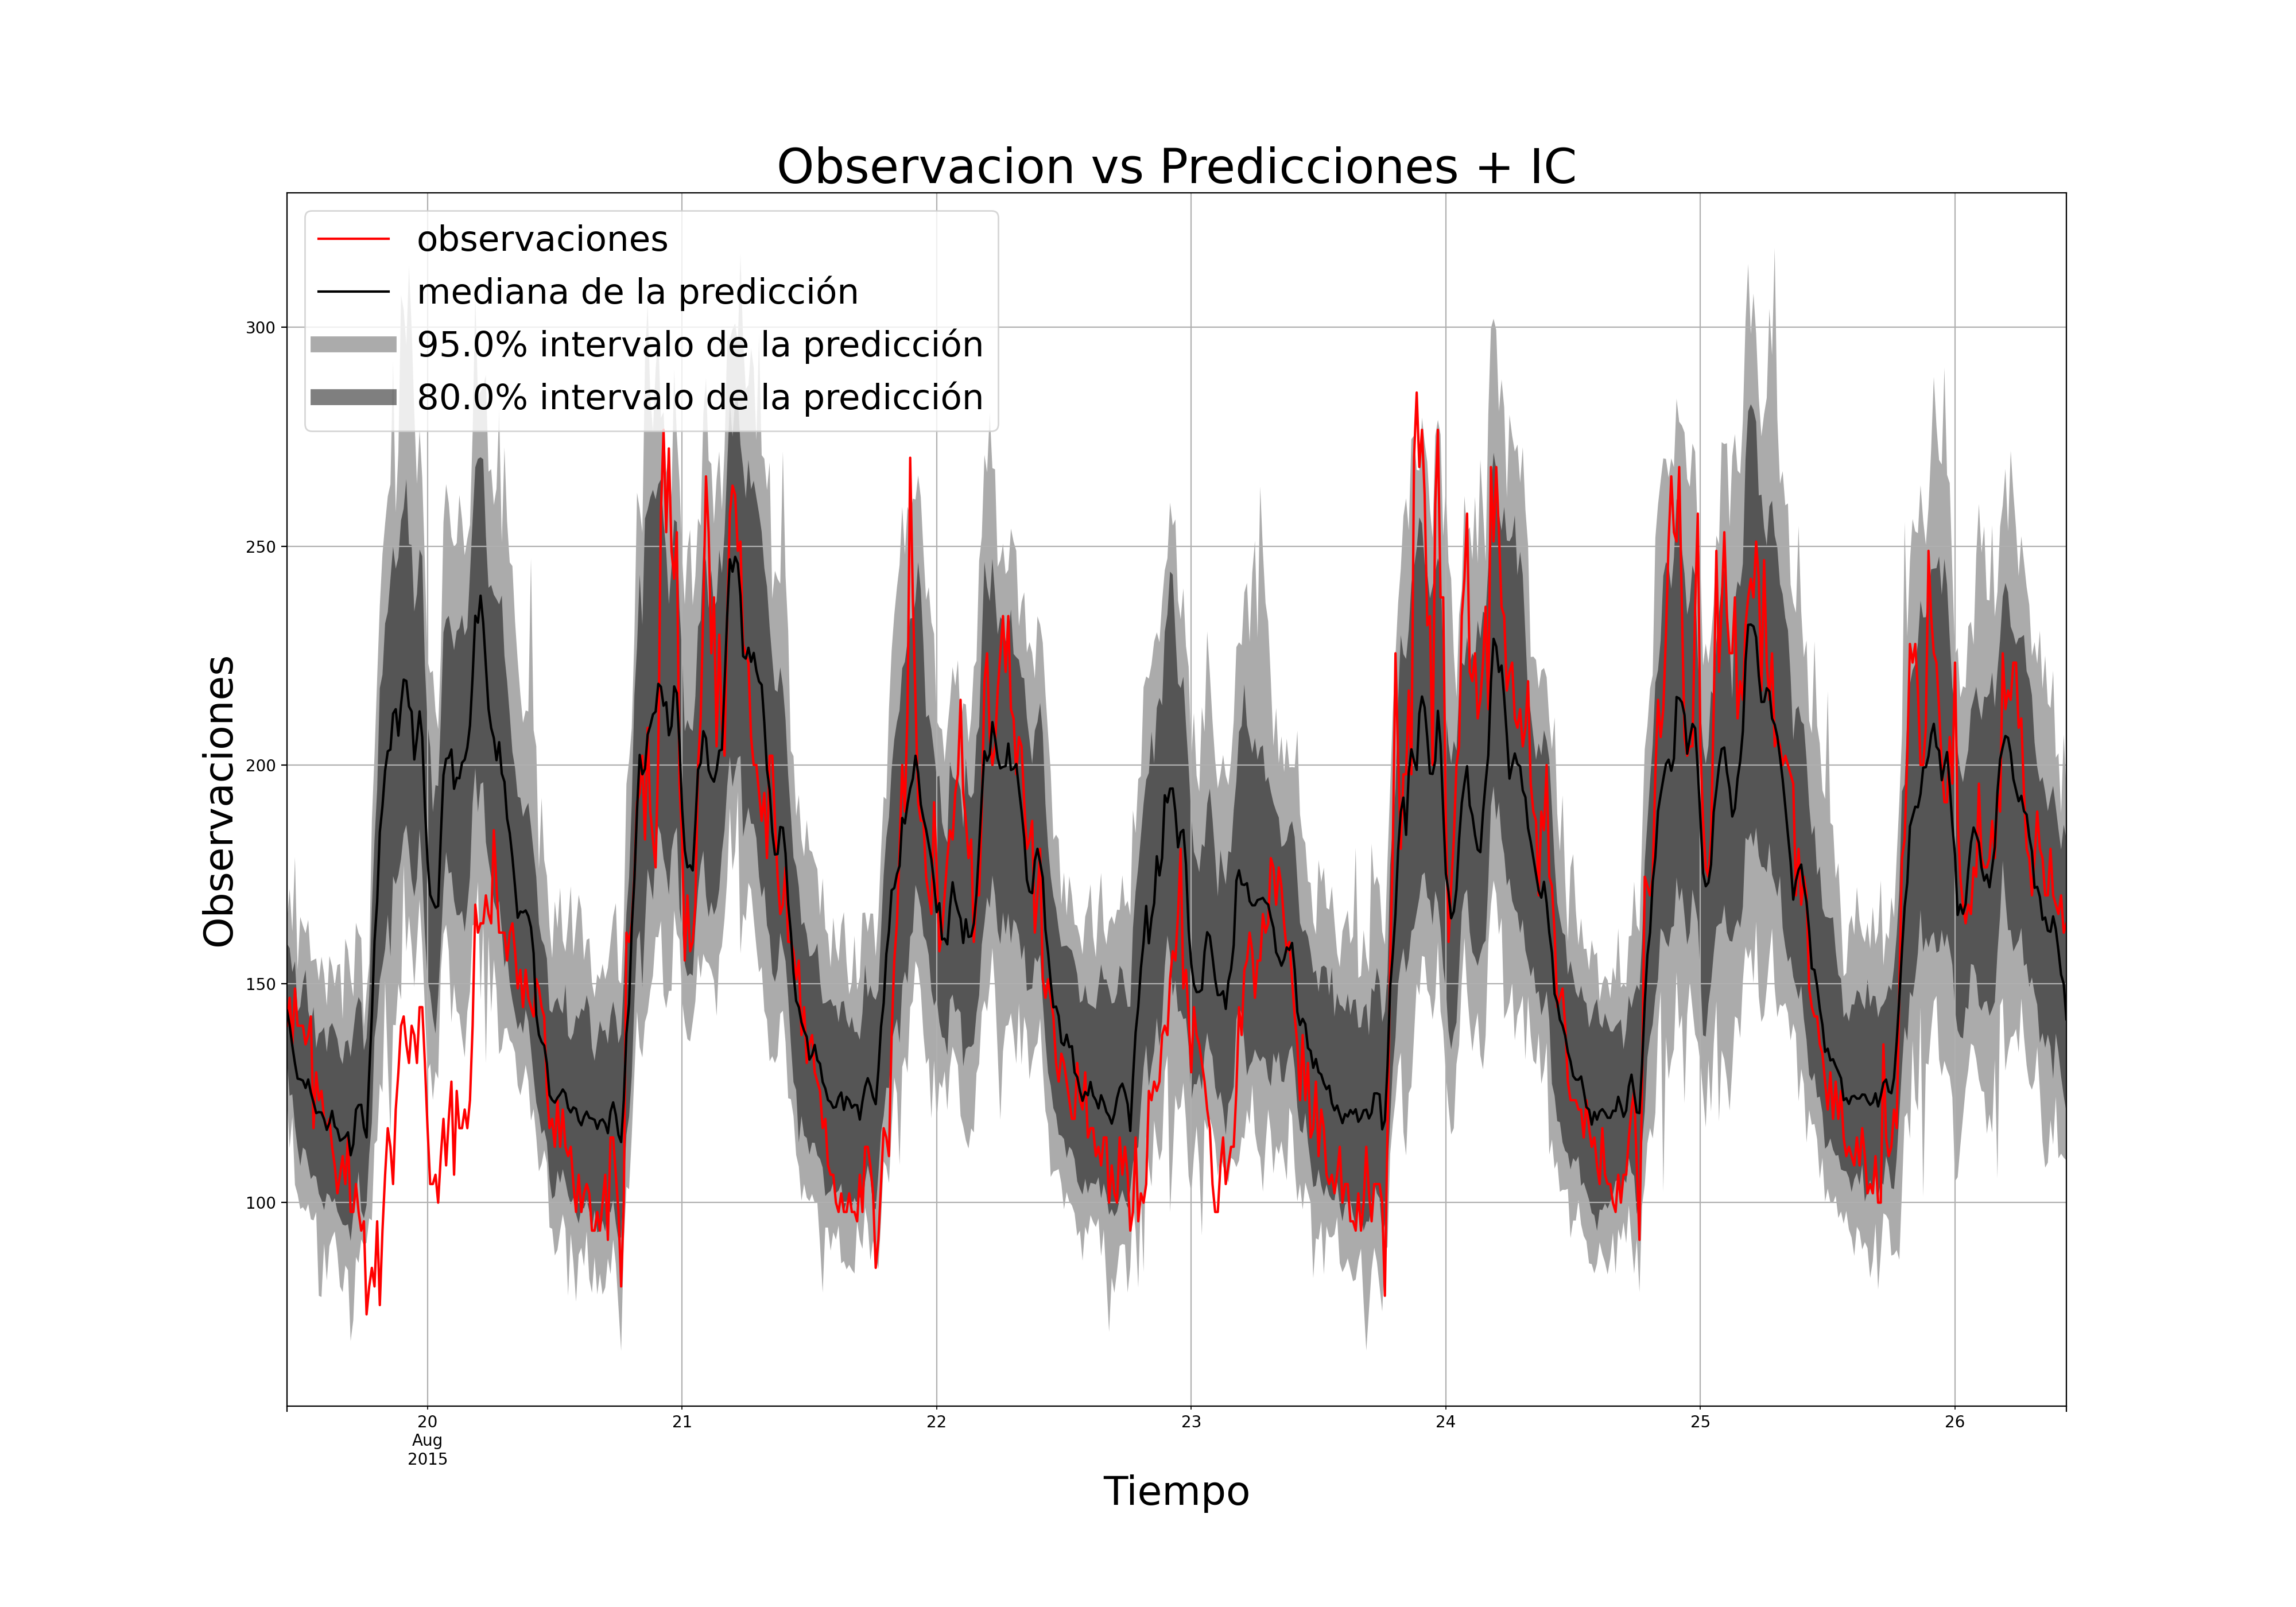 Observacion vs Predicciones + IC
observaciones
mediana de la predicción
95.0% intervalo de la predicción
80.0% intervalo de la predicción
Observaciones
300
250
200
150
100
20
21
22
23
24
25
26
Aug
2015
Tiempo